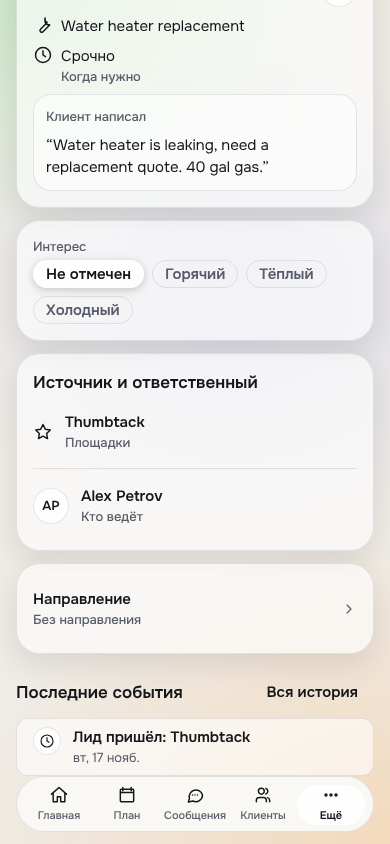 Water heater replacement
Срочно
Когда нужно
Клиент написал
“Water heater is leaking, need a
replacement quote. 40 gal gas.”
Интерес
Не отмечен
Горячий
Тёплый
Холодный
Источник и ответственный
Thumbtack
Площадки
AP
Alex Petrov
Кто ведёт
Направление
Без направления
Последние события
Вся история
Лид пришёл: Thumbtack
вт, 17 нояб.
Главная
План
Сообщения
Клиенты
Ещё